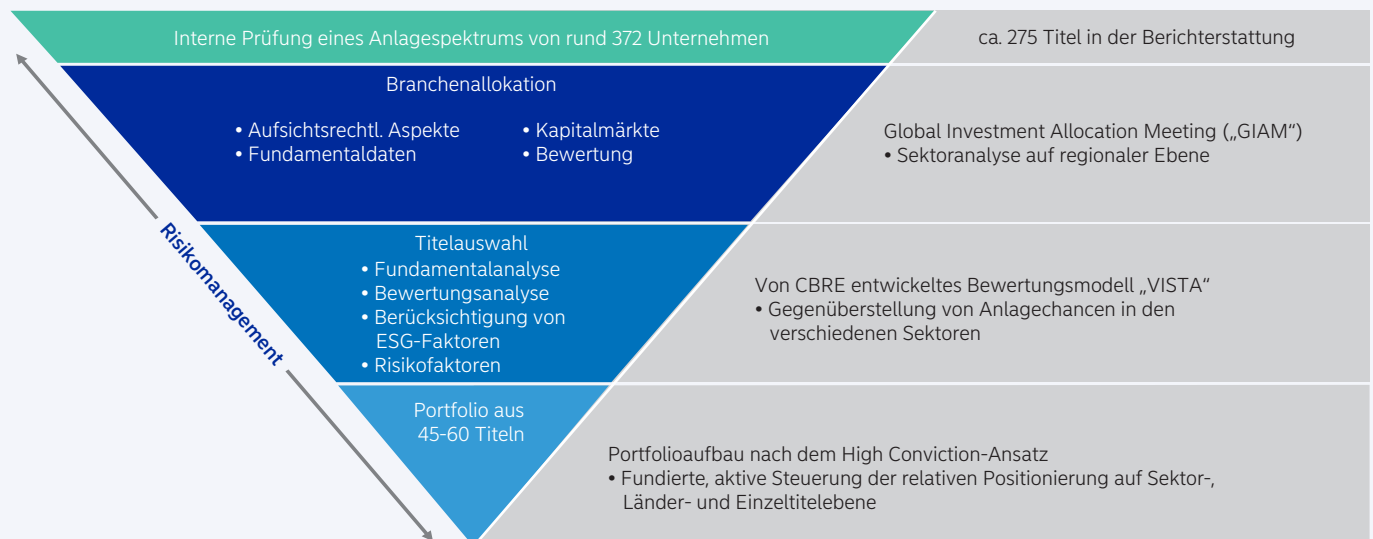 Interne Prüfung eines Anlagespektrums von rund 372 Unternehmen
ca. 275 Titel in der Berichterstattung
Branchenallokation
• Aufsichtsrechtl. Aspekte
• Fundamentaldaten
• Kapitalmärkte
• Bewertung
Global Investment Allocation Meeting („GIAM“)
• Sektoranalyse auf regionaler Ebene
Risikomanagement
Titelauswahl
• Fundamentalanalyse
• Bewertungsanalyse
• Berücksichtigung von
ESG-Faktoren
• Risikofaktoren
Von CBRE entwickeltes Bewertungsmodell „VISTA“
• Gegenüberstellung von Anlagechancen in den
verschiedenen Sektoren
Portfolio aus
45-60 Titeln
Portfolioaufbau nach dem High Conviction-Ansatz
• Fundierte, aktive Steuerung der relativen Positionierung auf Sektor-,
Länder- und Einzeltitelebene